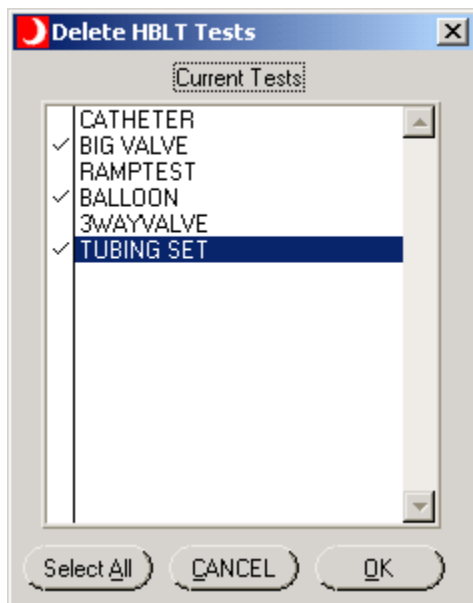 Delete HBLT Tests
Current Tests
CATHETER
BIG VALVE
RAMPTEST
BALLOON
3WAYVALVE
TUBING SET
Select All
CANCEL
OK